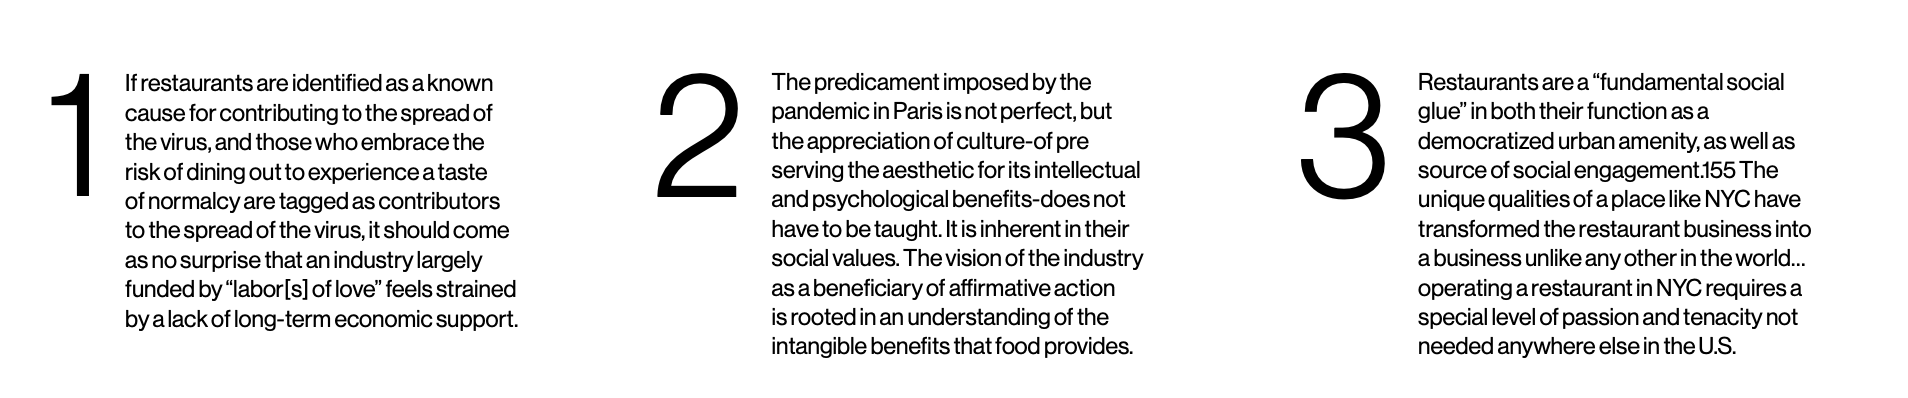 1
If restaurants are identified as a known
cause for contributing to the spread of
the virus, and those who embrace the
risk of dining out to experience a taste
of normalcy are tagged as contributors
to the spread of the virus, it should come
as no surprise that an industry largely
funded by “labor[s] of love” feels strained
by a lack of long-term economic support.
2
The predicament imposed by the
pandemic in Paris is not perfect, but
the appreciation of culture-of pre
serving the aesthetic for its intellectual
and psychological benefits-does not
have to be taught. It is inherent in their
social values. The vision of the industry
as a beneficiary of affirmative action
is rooted in an understanding of the
intangible benefits that food provides.
3
Restaurants are a “fundamental social
glue” in both their function as a
democratized urban amenity, as well as
source of social engagement.155 The
unique qualities of a place like NYC have
transformed the restaurant business into
a business unlike any other in the world...
operating a restaurant in NYC requires a
special level of passion and tenacity not
needed anywhere else in the U.S.